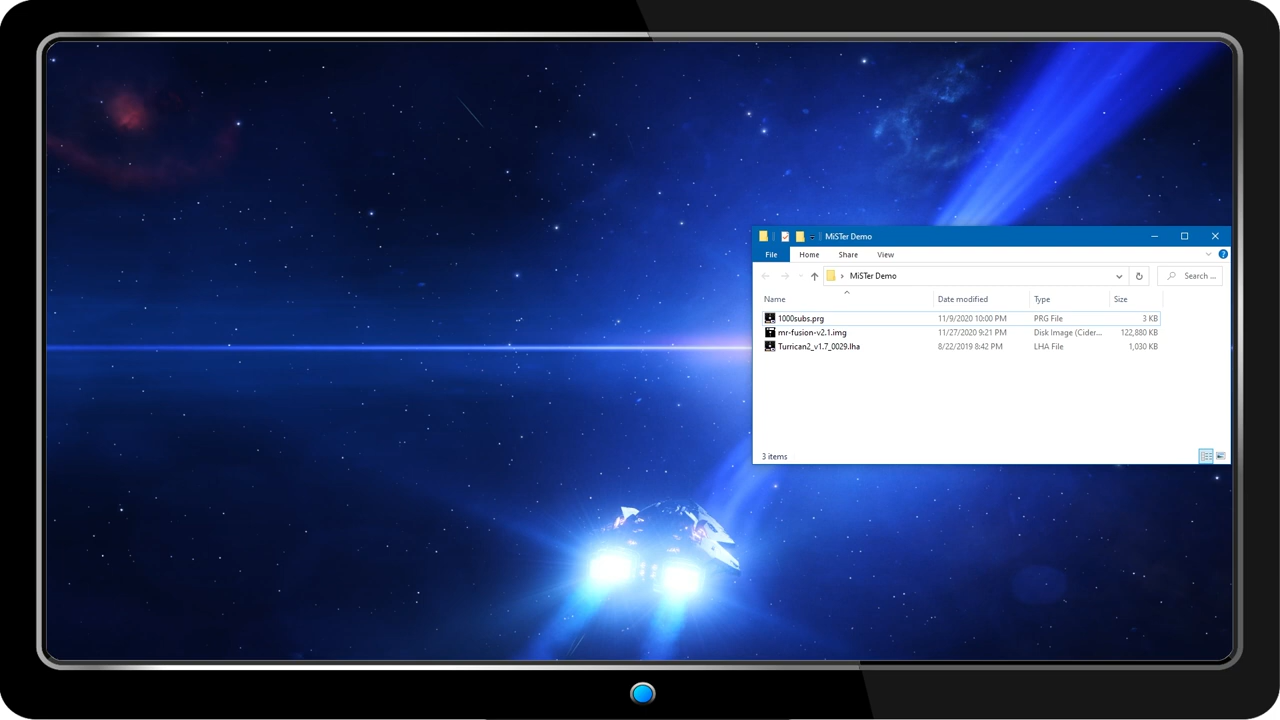 MiSTer Demo
File Home Share View
MiSTer Demo Search ...
Name Date modified Type Size
1000subs.prg 11/9/2020 10:00 PM PRG File 3 KB
mr-fusion-v2.1.img 11/27/2020 9:21 PM Disk Image (Cider... 122,880 KB
Turrican2_v1.7_0029.lha 8/22/2019 8:42 PM LHA File 1,030 KB
3 items